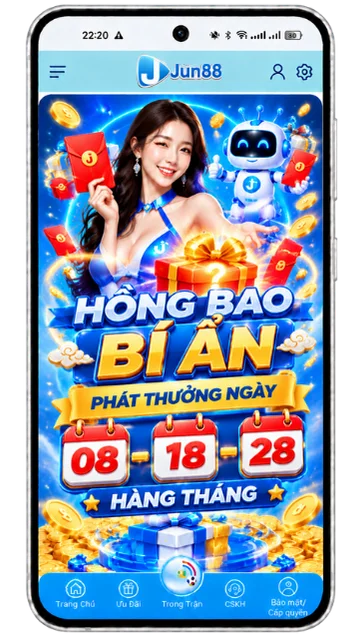 22:20
Jun88
HỒNG BAO
BÍ ẨN
PHÁT THƯỞNG NGÀY
08 - 18 - 28
HÀNG THÁNG
Trang Chủ
Ưu Đãi
Trong Trận
CSKH
Bảo mật/
Cấp quyền